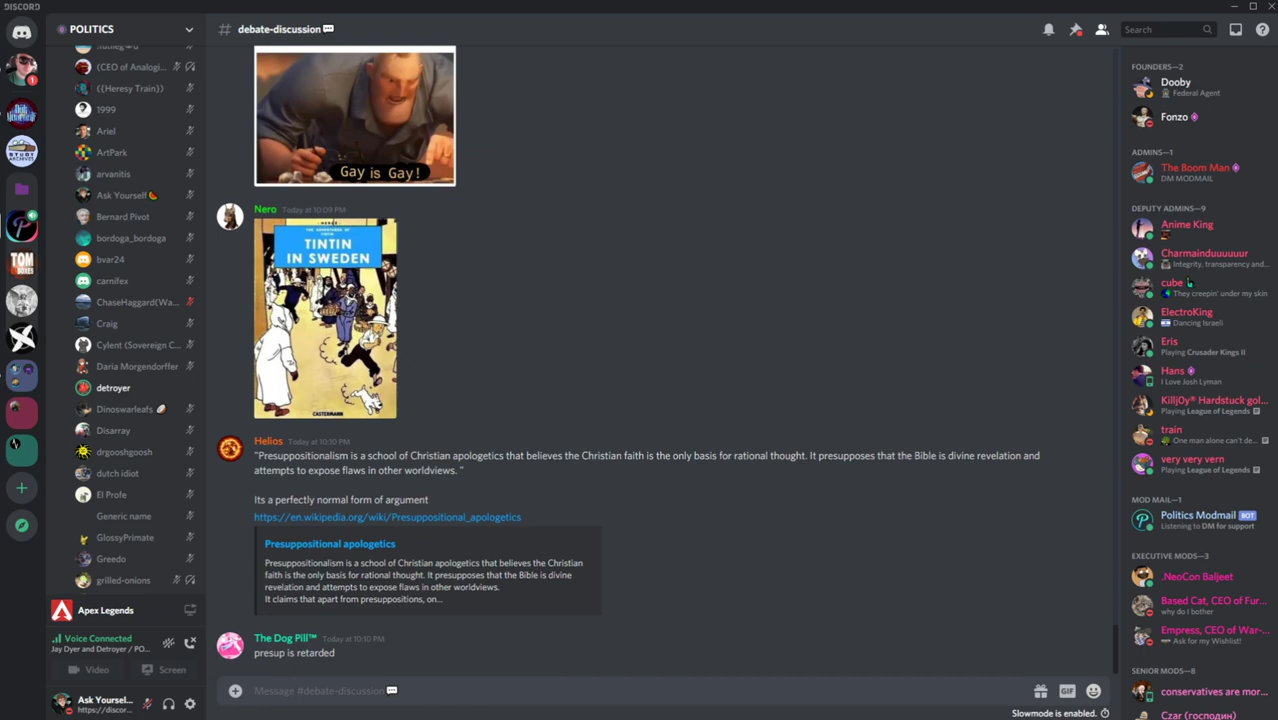 DISCORD
POLITICS
debate-discussion
Search
(CEO of Analogi...
((Heresy Train))
1999
Ariel
ArtPark
arvanitis
Ask Yourself
Bernard Pivot
bordoga_bordoga
bvar24
carnifex
ChaseHaggard(Wa...
Craig
Cylent (Sovereign C...
Daria Morgendorffer
detroyer
Dinoswarleafs
Disarray
drgooshgoosh
dutch idiot
El Profe
Generic name
GlossyPrimate
Greedo
grilled-onions
Apex Legends
Voice Connected
Jay Dyer and Detroyer / PO...
Video
Screen
Ask Yoursel...
https://discor...
1
TOM
BOXES
STUDY
ARCHIVES
Gay is Gay!
Nero Today at 10:09 PM
HERGÉ
THE ADVENTURES OF
TINTIN
IN SWEDEN
CASTERMAN
Helios Today at 10:10 PM
"Presuppositionalism is a school of Christian apologetics that believes the Christian faith is the only basis for rational thought. It presupposes that the Bible is divine revelation and
attempts to expose flaws in other worldviews. "
Its a perfectly normal form of argument
https://en.wikipedia.org/wiki/Presuppositional_apologetics
Presuppositional apologetics
Presuppositionalism is a school of Christian apologetics that believes the Christian
faith is the only basis for rational thought. It presupposes that the Bible is divine
revelation and attempts to expose flaws in other worldviews.
It claims that apart from presuppositions, on...
The Dog Pill™ Today at 10:10 PM
presup is retarded
Message #debate-discussion
GIF
Slowmode is enabled.
FOUNDERS—2
Dooby
Federal Agent
Fonzo
ADMINS—1
The Boom Man
DM MODMAIL
DEPUTY ADMINS—9
Anime King
Charmainduuuuuur
Integrity, transparency and...
cube
They creepin' under my skin
ElectroKing
Dancing Israeli
Eris
Playing Crusader Kings II
Hans
I Love Josh Lyman
Killj0y® Hardstuck gol...
Playing League of Legends
train
One man alone can't de...
very very vern
Playing League of Legends
MOD MAIL—1
Politics Modmail BOT
Listening to DM for support
EXECUTIVE MODS—3
.NeoCon Baljeet
Based Cat, CEO of Fur...
why do I bother
Empress, CEO of War-...
Ask for my Wishlist!
SENIOR MODS—8
conservatives are mor...
Czar (господин)